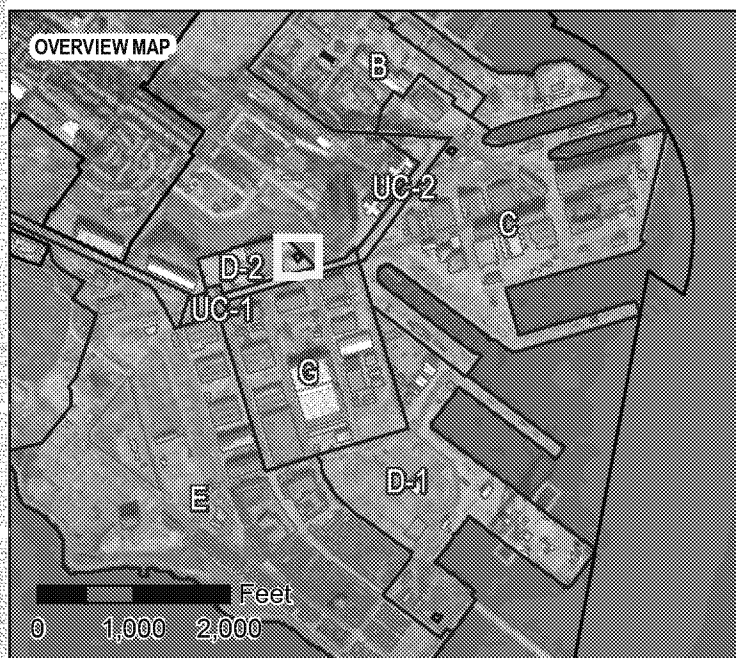 OVERVIEW MAP
B
UC-2
C
D-2
UC-1
G
D-1
E
Feet
0 1,000 2,000